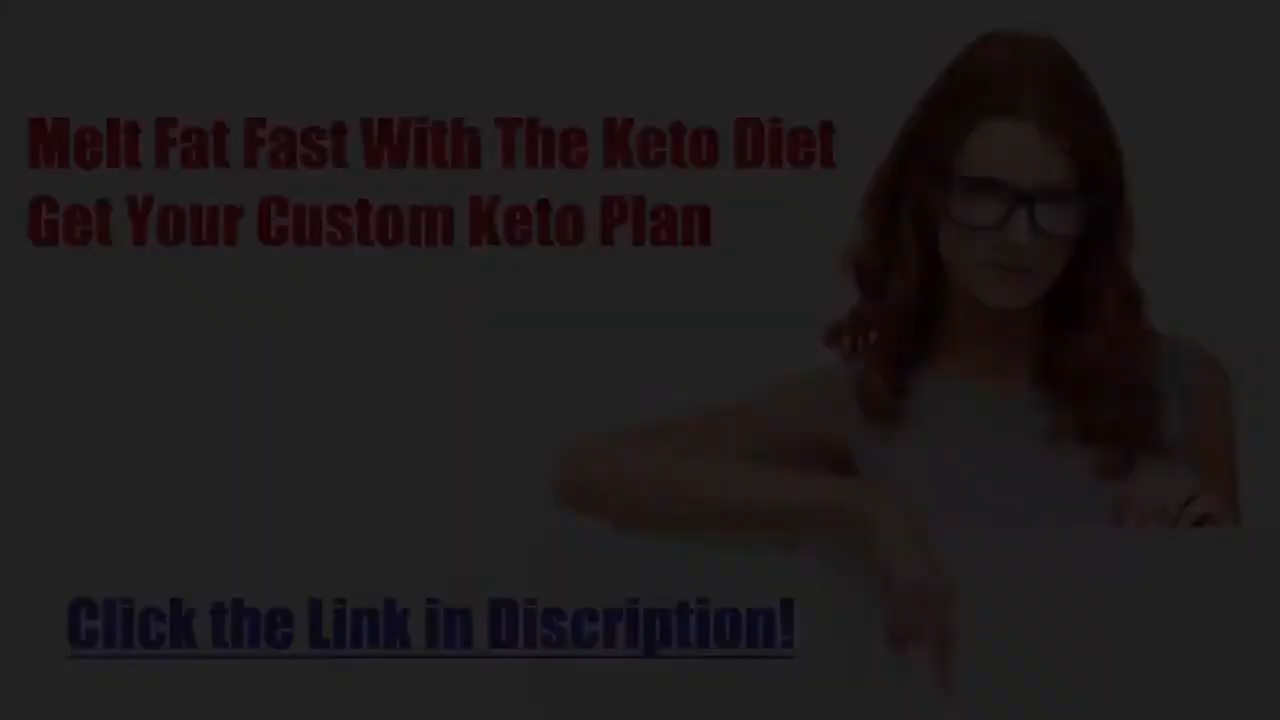 Melt Fat Fast With The Keto Diet
Get Your Custom Keto Plan
Click the Link in Discription!